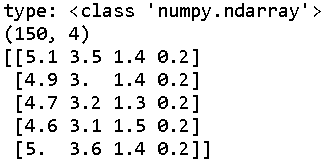 type: <class 'numpy.ndarray'>
(150, 4)
[[5.1 3.5 1.4 0.2]
 [4.9 3.  1.4 0.2]
 [4.7 3.2 1.3 0.2]
 [4.6 3.1 1.5 0.2]
 [5.  3.6 1.4 0.2]]